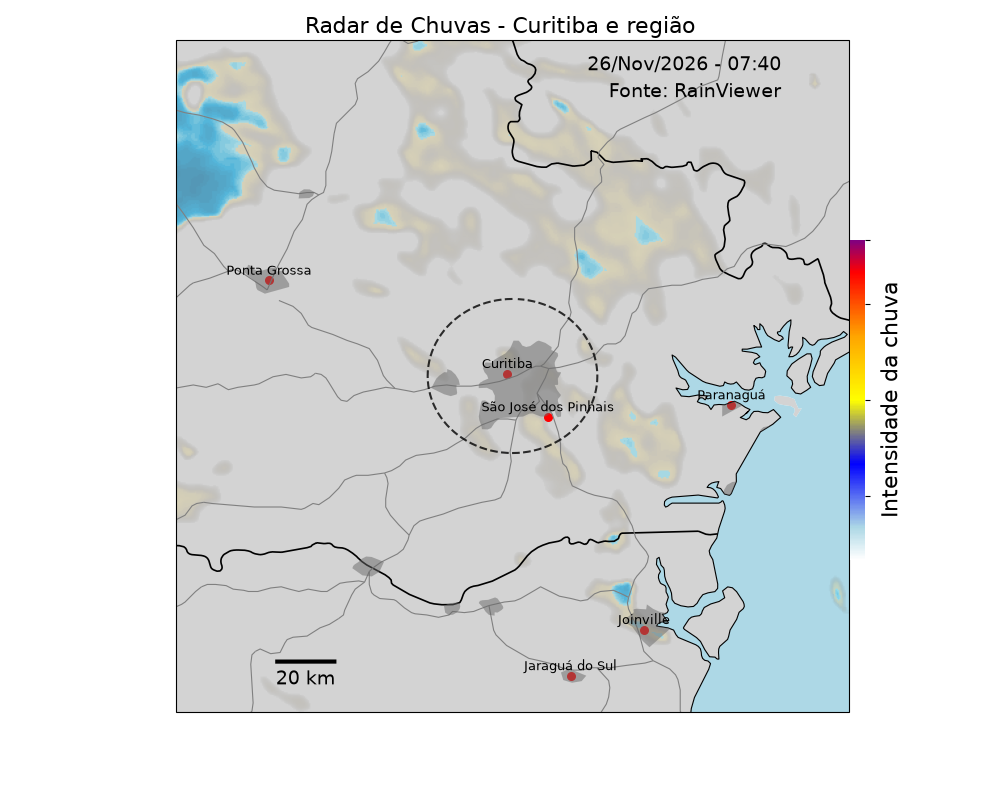 Radar de Chuvas - Curitiba e região
26/Nov/2026 - 07:40
Fonte: RainViewer
Ponta Grossa
Curitiba
São José dos Pinhais
Paranaguá
Intensidade da chuva
Joinville
Jaraguá do Sul
20 km